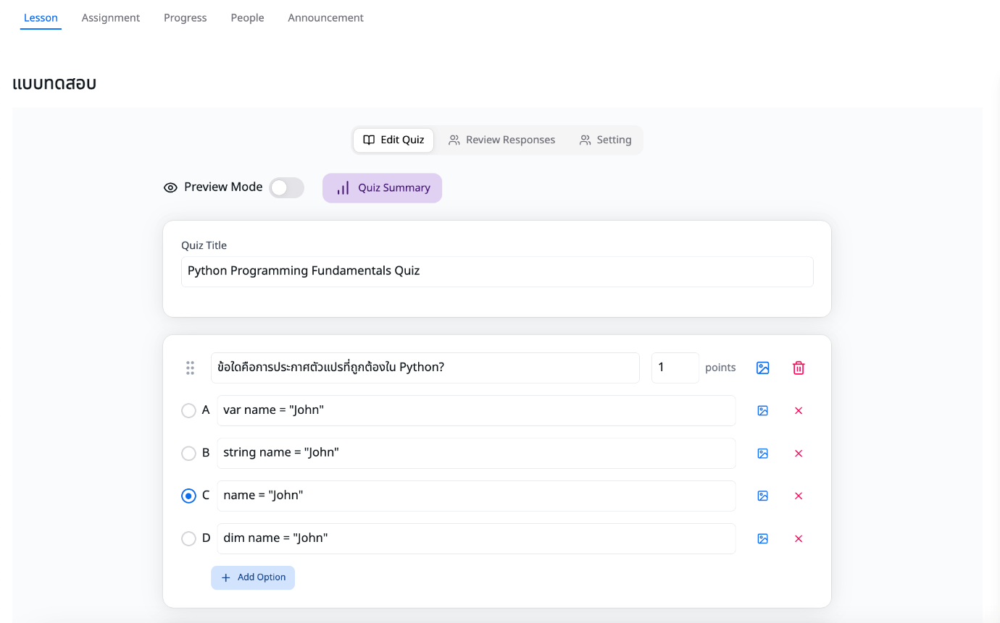 Lesson Assignment Progress People Announcement
แบบทดสอบ
Edit Quiz Review Responses Setting
Preview Mode Quiz Summary
Quiz Title
Python Programming Fundamentals Quiz
ข้อใดคือการประกาศตัวแปรที่ถูกต้องใน Python? 1 points
A var name = "John"
B string name = "John"
C name = "John"
D dim name = "John"
+ Add Option